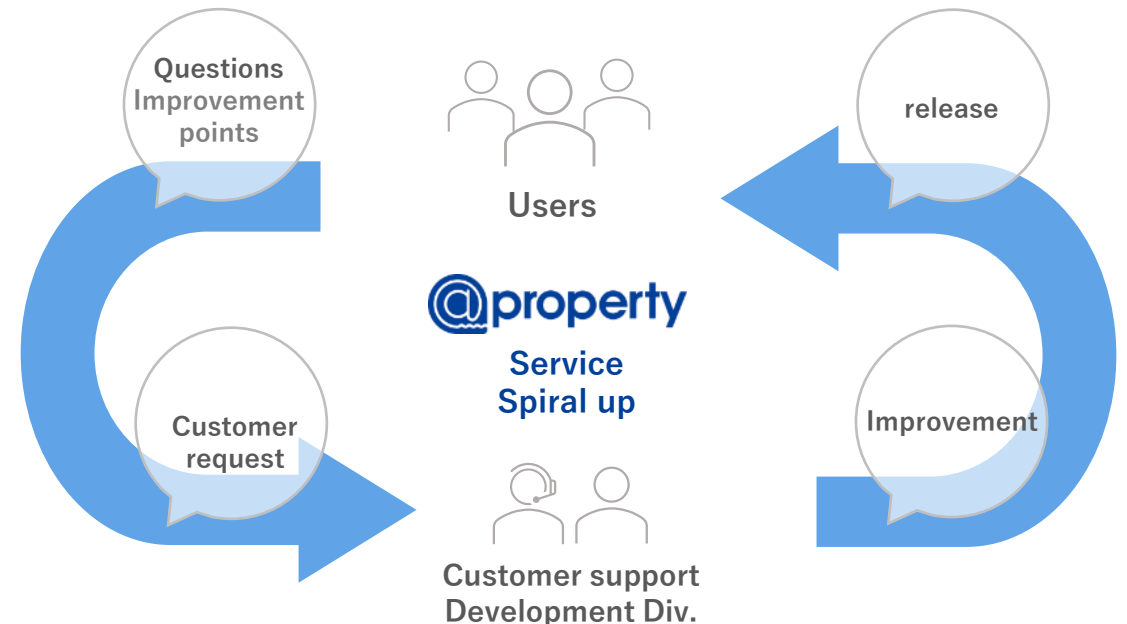 Questions
Improvement
points
release
Users
@property
Service
Spiral up
Customer
request
Improvement
Customer support
Development Div.